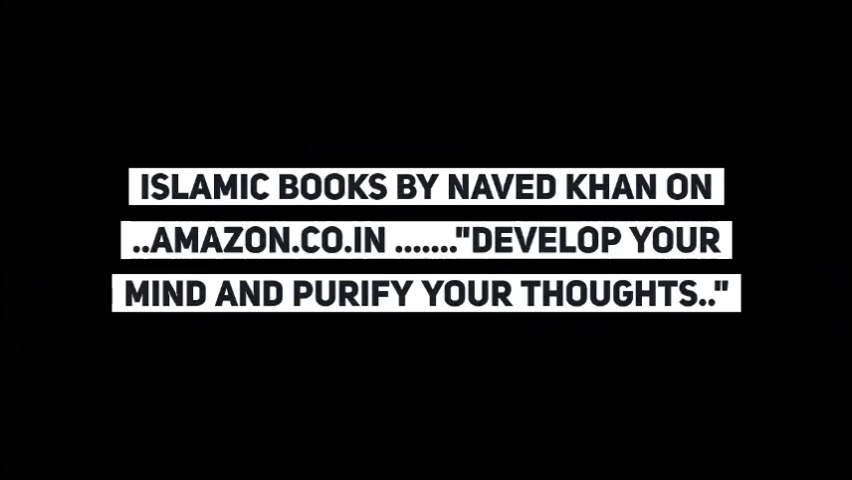 ISLAMIC BOOKS BY NAVED KHAN ON
..AMAZON.CO.IN ......."DEVELOP YOUR
MIND AND PURIFY YOUR THOUGHTS.."